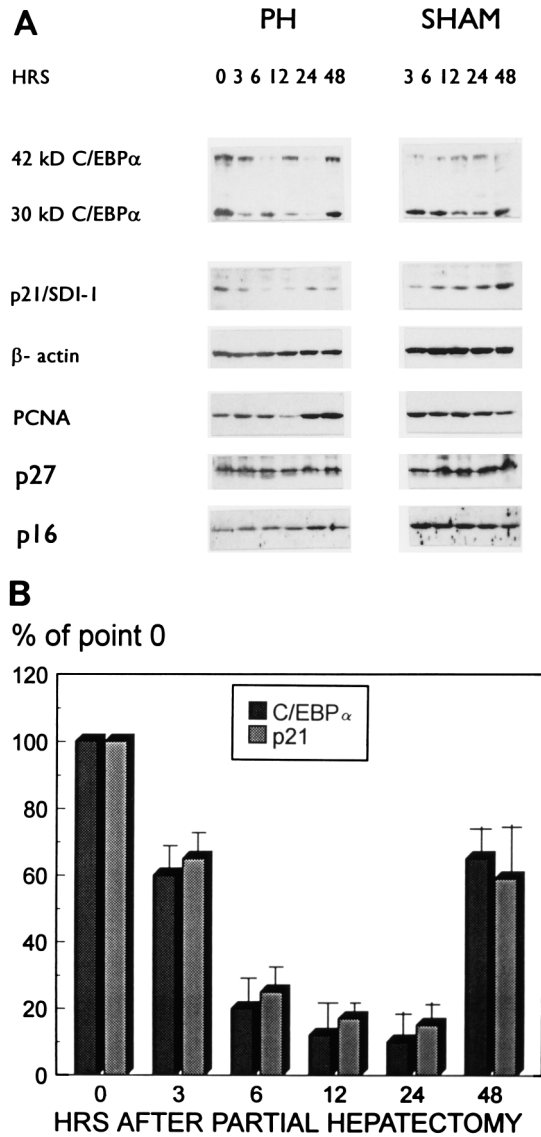 A
PH SHAM
HRS 0 3 6 12 24 48 3 6 12 24 48
42 kD C/EBPα
30 kD C/EBPα
p21/SDI-1
β- actin
PCNA
p27
p16
B
% of point 0
120
100
80
60
40
20
0
C/EBP α
p21
0 3 6 12 24 48
HRS AFTER PARTIAL HEPATECTOMY